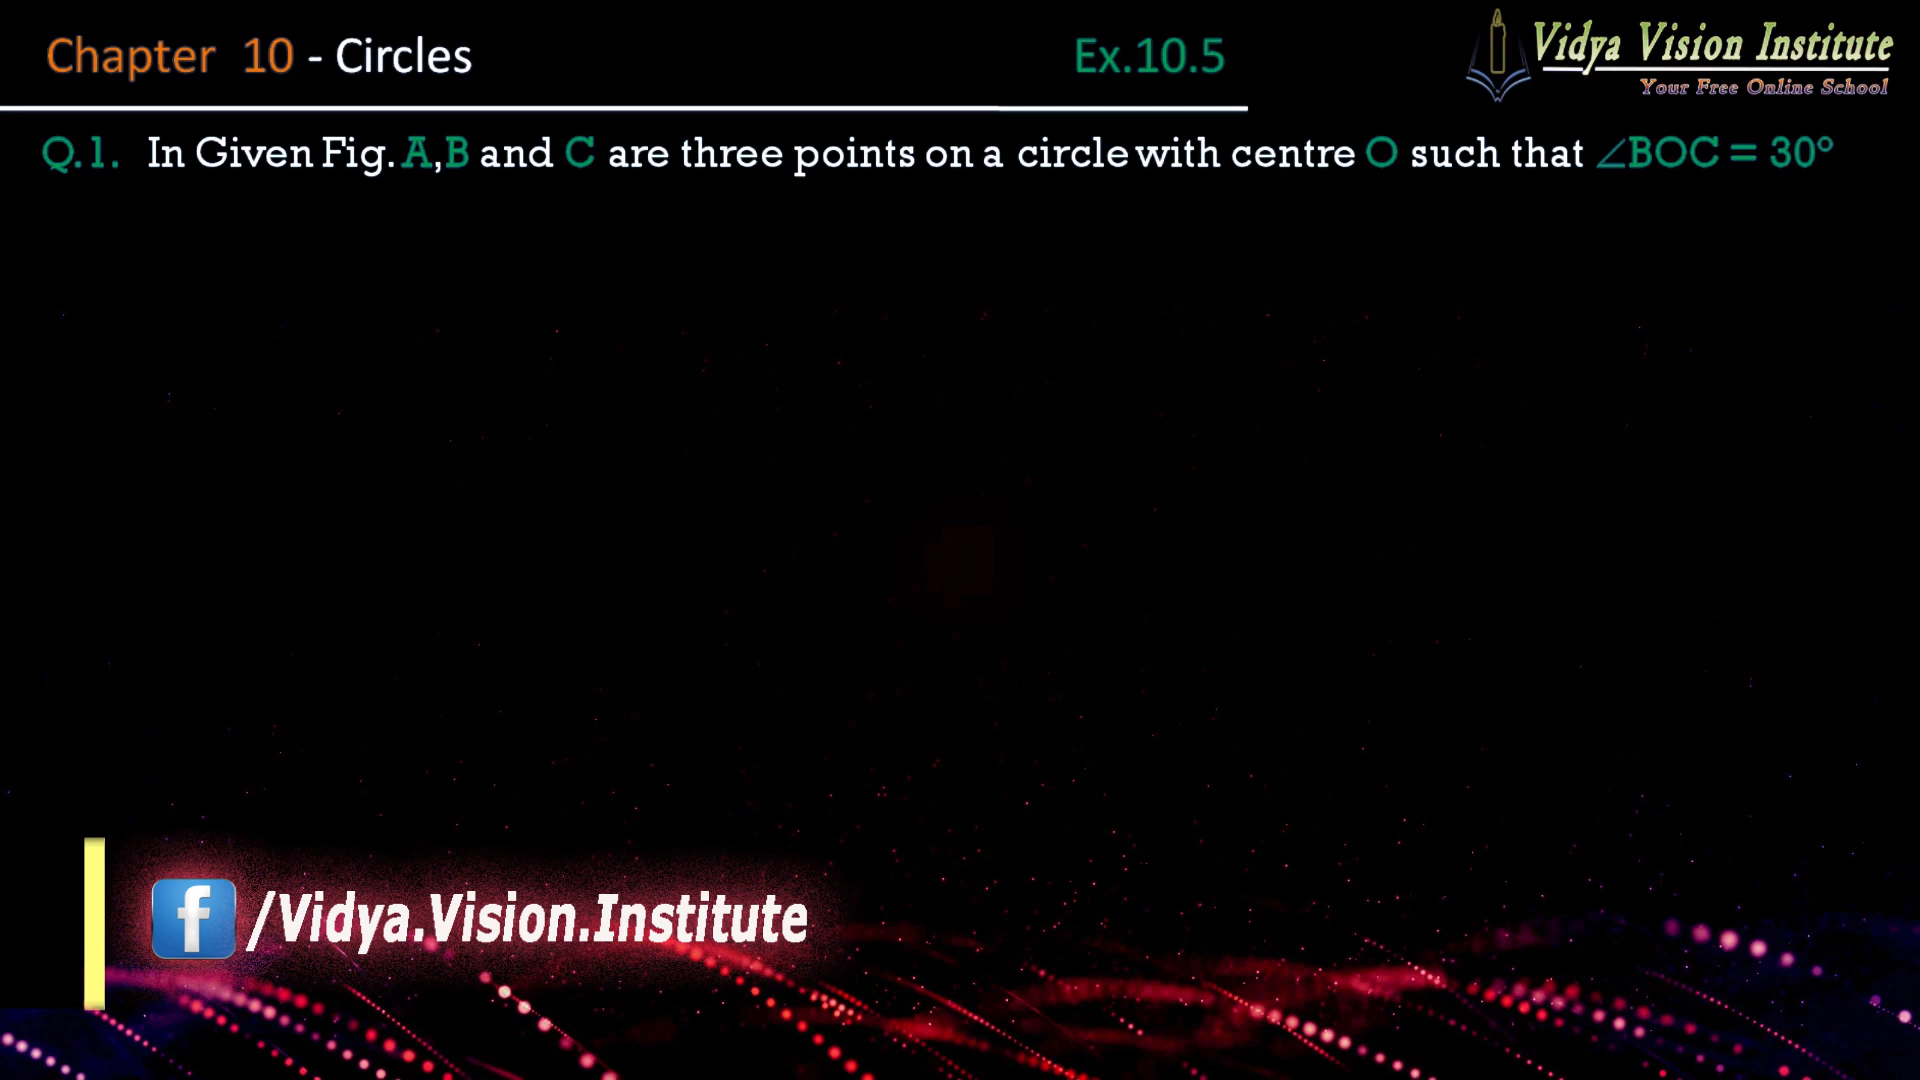 Chapter 10 - Circles
Ex.10.5
Vidya Vision Institute
Your Free Online School
Q.1. In Given Fig. A,B and C are three points on a circle with centre O such that ∠BOC = 30°
f /Vidya.Vision.Institute